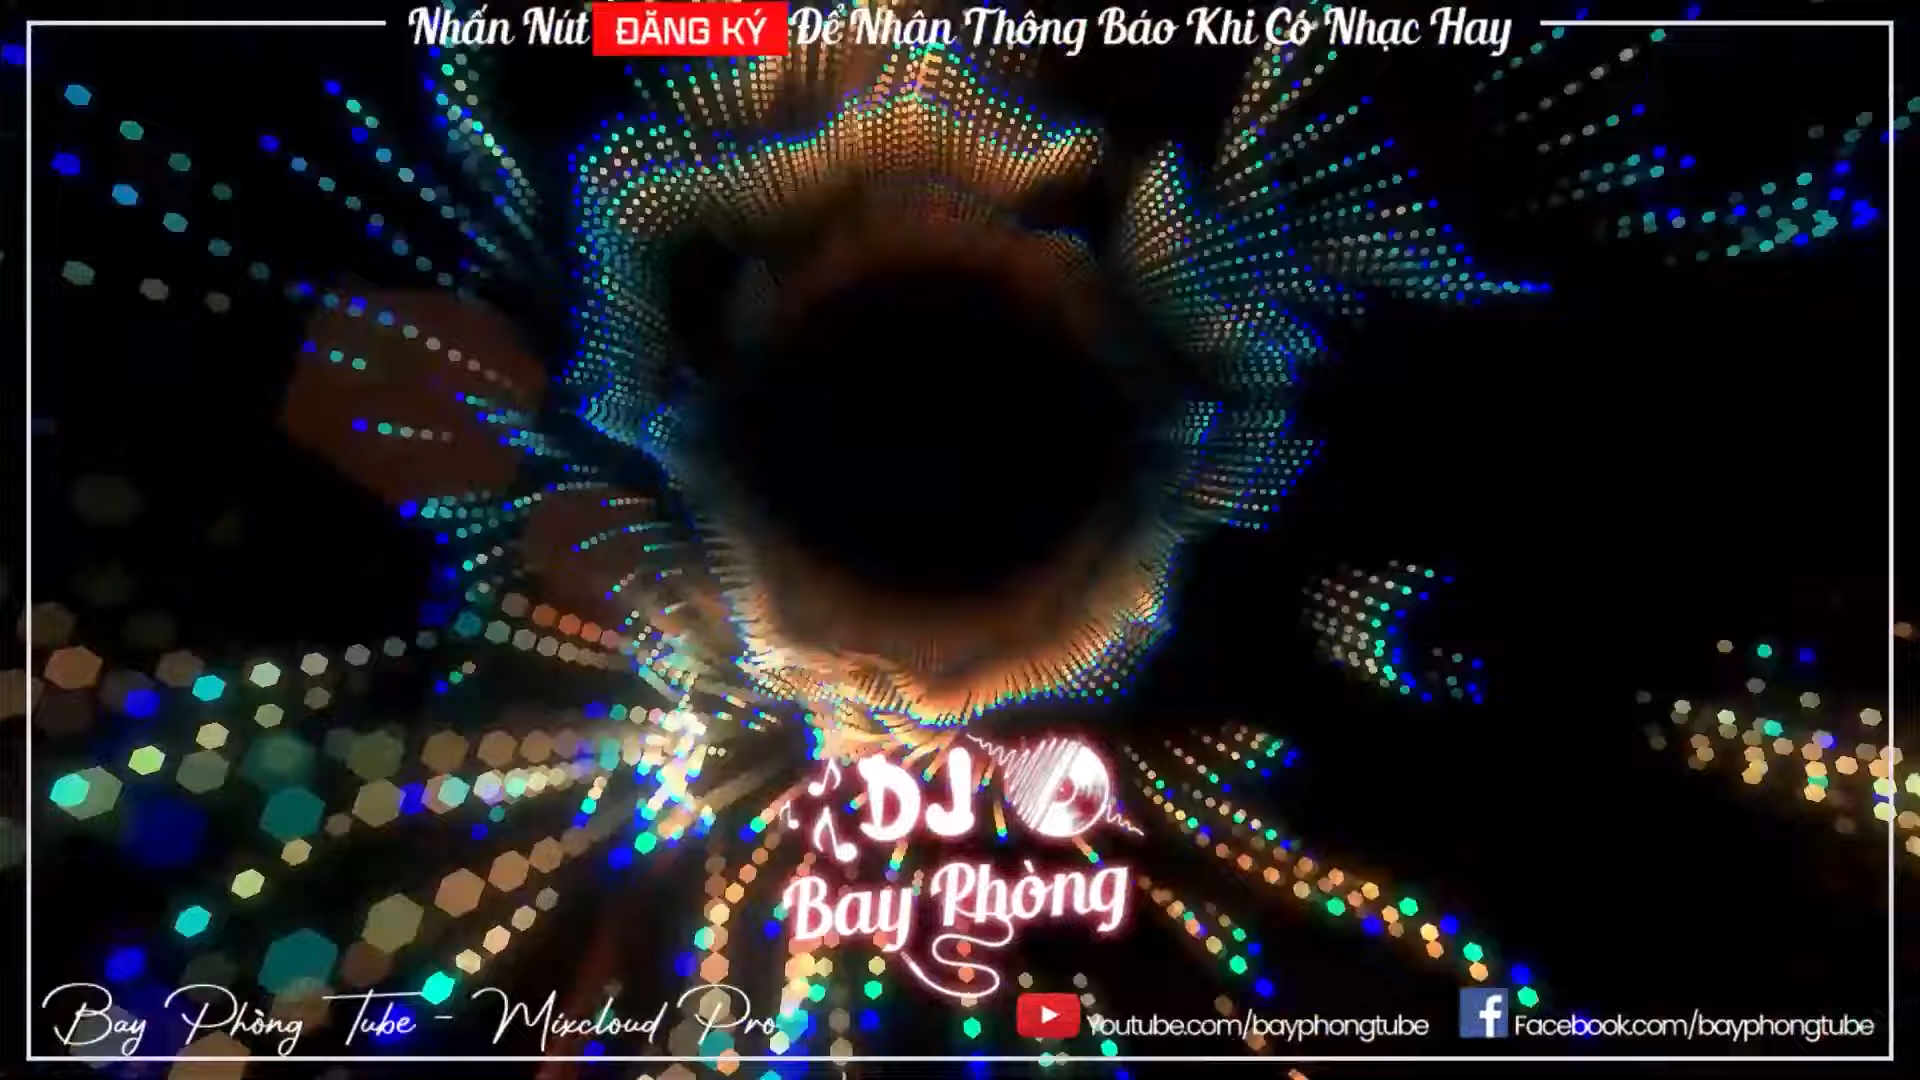 Nhấn Nút ĐĂNG KÝ Để Nhận Thông Báo Khi Có Nhạc Hay
DJ
Bay Phòng
Bay Phòng Tube - Mixcloud Pro
Youtube.com/bayphongtube
Facebook.com/bayphongtube